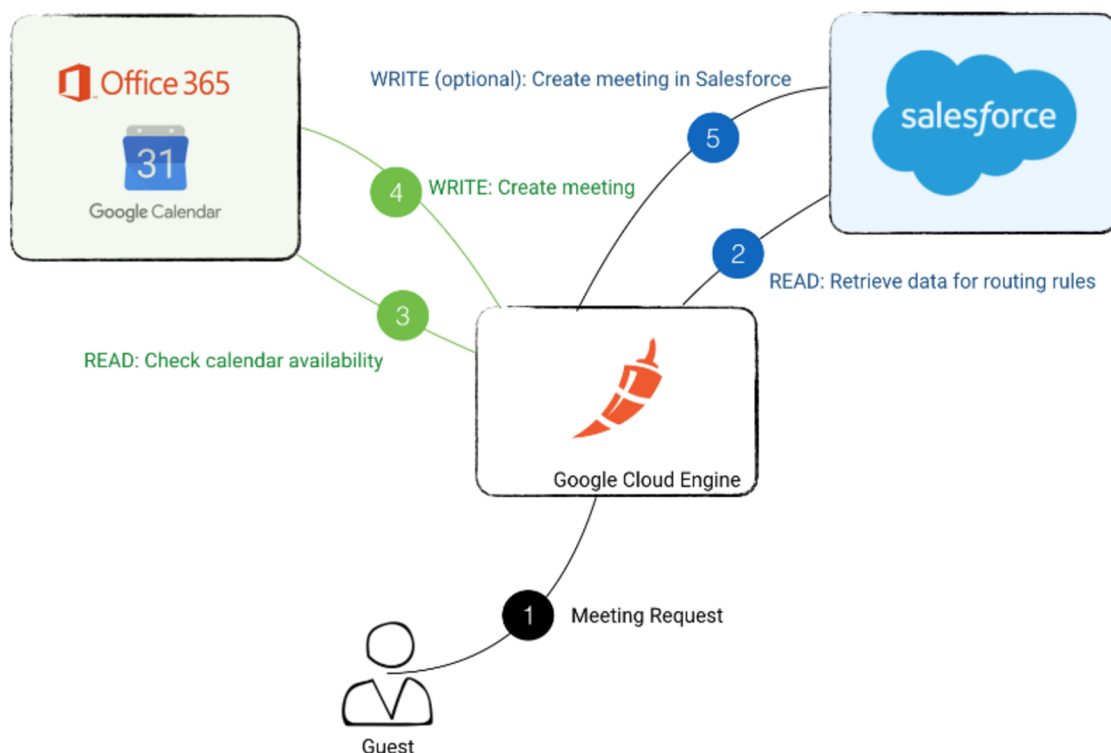 Office 365
31
Google Calendar
WRITE (optional): Create meeting in Salesforce
salesforce
5
4
WRITE: Create meeting
2
READ: Retrieve data for routing rules
3
READ: Check calendar availability
Google Cloud Engine
1
Meeting Request
Guest